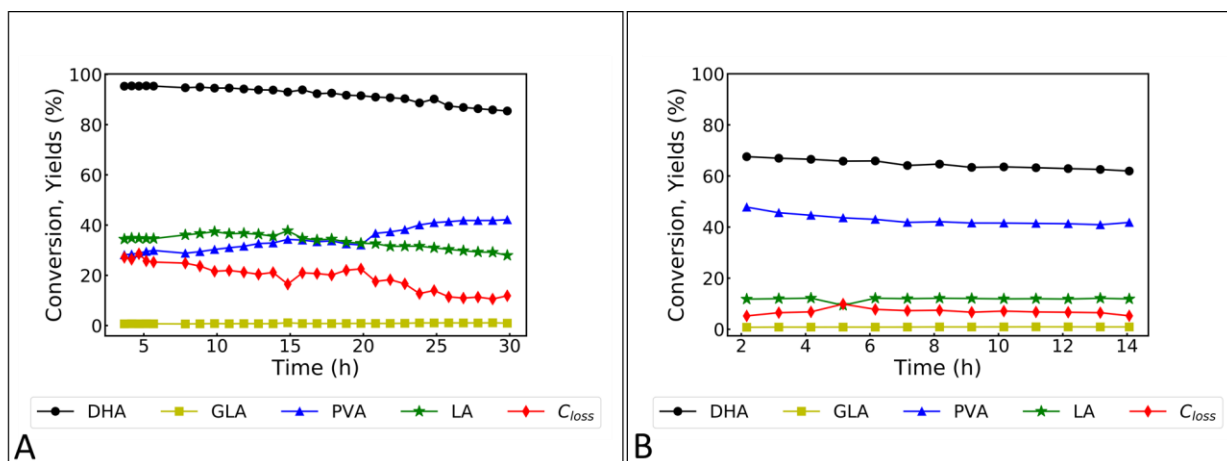 Conversion, Yields (%)
100
80
60
40
20
0
5 10 15 20 25 30
Time (h)
DHA GLA PVA LA C_loss
A
Conversion, Yields (%)
100
80
60
40
20
0
2 4 6 8 10 12 14
Time (h)
DHA GLA PVA LA C_loss
B